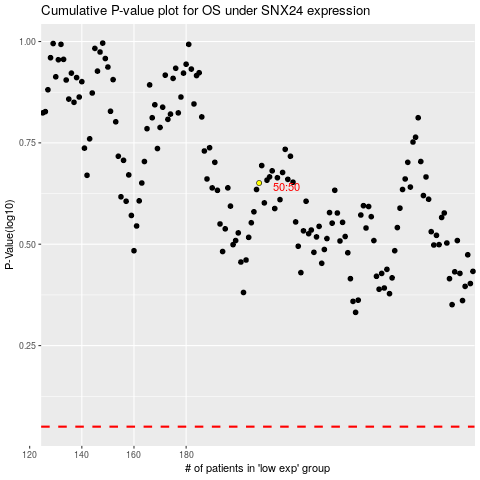 Cumulative P-value plot for OS under SNX24 expression
P-Value(log10)
1.00
0.75
0.50
0.25
50:50
120 140 160 180
# of patients in 'low exp' group